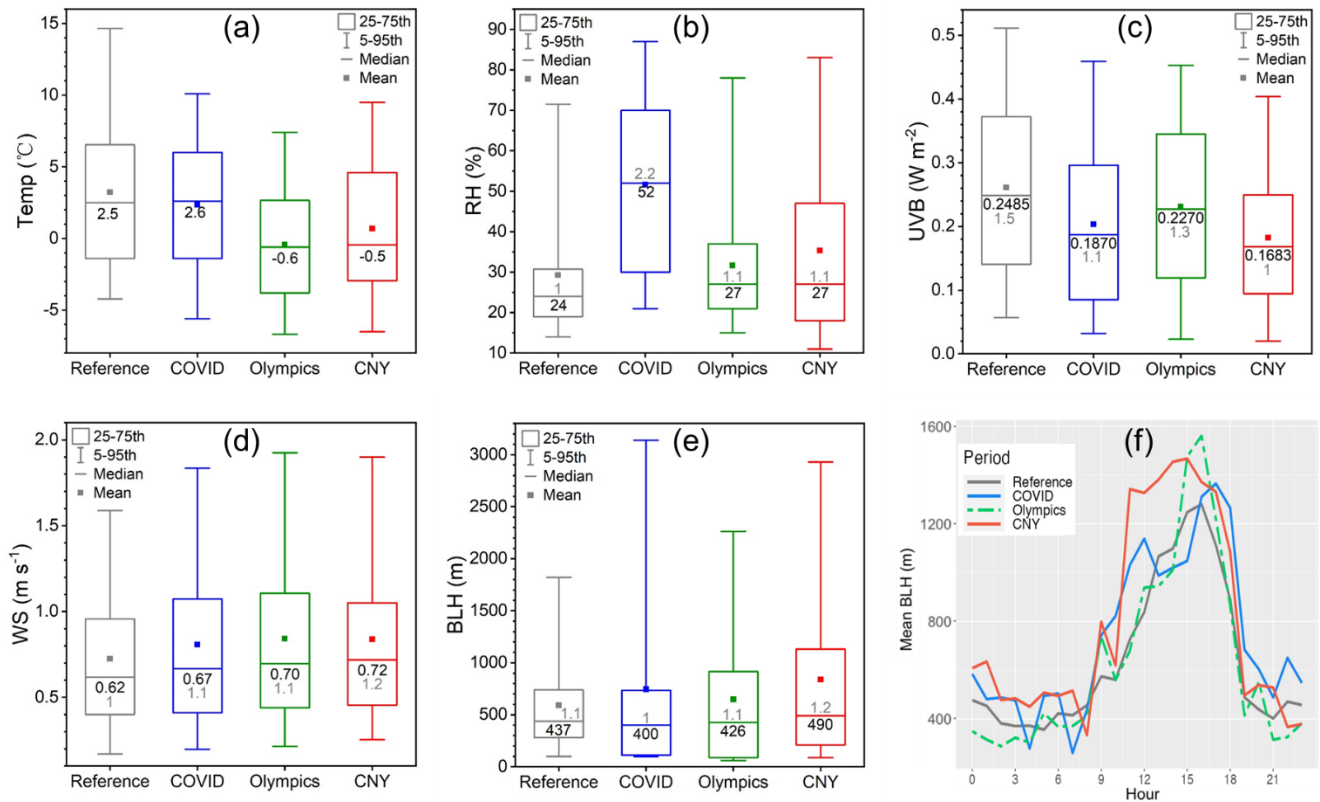 (a)
25-75th
5-95th
Median
Mean
Temp (℃)
15
10
5
0
-5
2.5
2.6
-0.6
-0.5
Reference COVID Olympics CNY
(b)
25-75th
5-95th
Median
Mean
RH (%)
90
80
70
60
50
40
30
20
10
1
24
2.2
52
1.1
27
1.1
27
Reference COVID Olympics CNY
(c)
25-75th
5-95th
Median
Mean
UVB (W m⁻²)
0.5
0.4
0.3
0.2
0.1
0.0
0.2485
1.5
0.1870
1.1
0.2270
1.3
0.1683
1
Reference COVID Olympics CNY
(d)
25-75th
5-95th
Median
Mean
WS (m s⁻¹)
2.0
1.5
1.0
0.5
0.62
1
0.67
1.1
0.70
1.1
0.72
1.2
Reference COVID Olympics CNY
(e)
25-75th
5-95th
Median
Mean
BLH (m)
3000
2500
2000
1500
1000
500
0
1.1
437
1
400
1.1
426
1.2
490
Reference COVID Olympics CNY
(f)
Period
Reference
COVID
Olympics
CNY
Mean BLH (m)
1600
1200
800
400
0 3 6 9 12 15 18 21
Hour